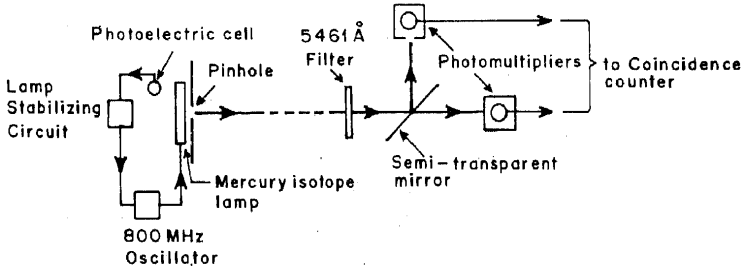 Photoelectric cell
Lamp
Stabilizing
Circuit
Pinhole
5461 Å
Filter
Photomultipliers
to Coincidence
counter
Semi-transparent
mirror
Mercury isotope
lamp
800 MHz
Oscillator